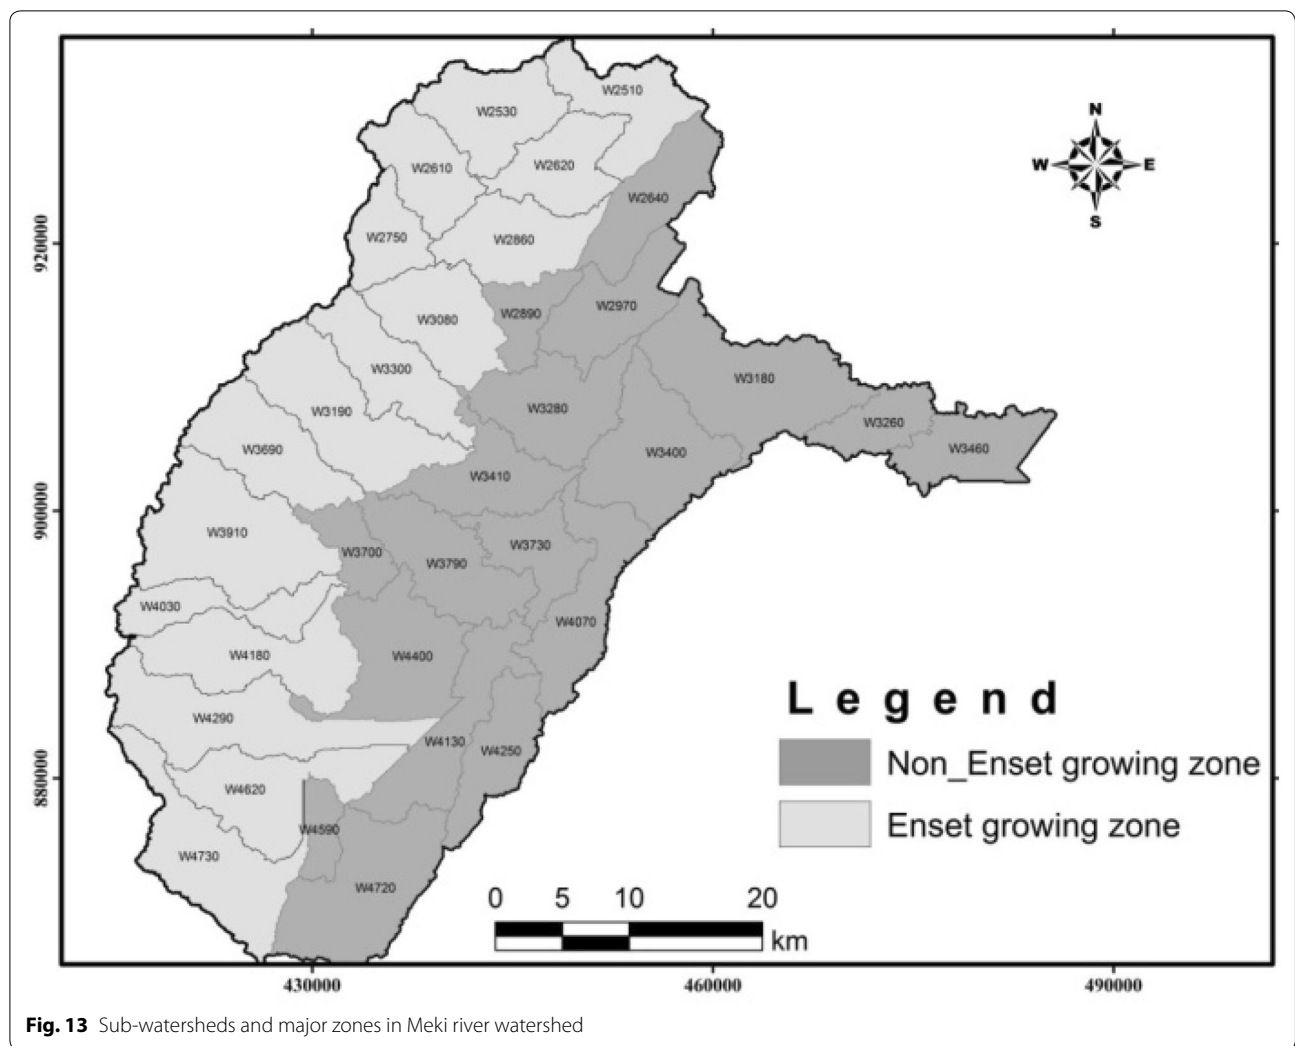 W2510
W2530
N
W2620
W2610
W
E
W2640
S
W2750
W2860
920000
W2970
W2890
W3080
W3300
W3180
W3280
W3190
W3260
W3690
W3460
W3400
W3410
900000
W3910
W3730
W3700
W3790
W4030
W4070
W4180
W4400
Legend
W4290
W4130
W4250
Non_Enset growing zone
880000
W4620
Enset growing zone
W4590
W4730
W4720
0 5 10 20
km
430000 460000 490000
Fig. 13 Sub-watersheds and major zones in Meki river watershed